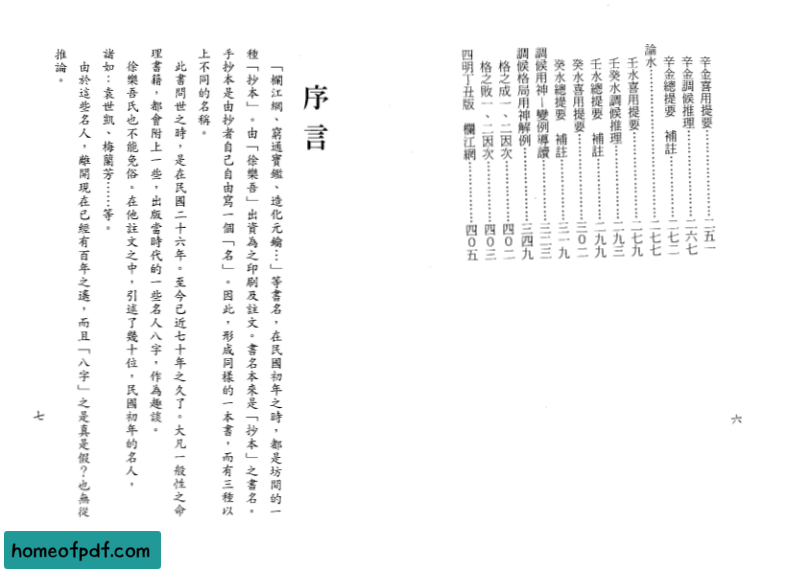 辛金喜用提要………………二五一
辛金調候推理………………二六七
辛金總提要　補註…………二七二
論水……………………………二七七
壬水喜用提要………………二七九
壬癸水調候推理……………二九三
壬水總提要　補註…………二九九
癸水喜用提要………………三〇二
癸水總提要　補註…………三一九
調候用神－變例導讀………三二三
調候格局用神解例…………三四九
格之成一、二因次…………四〇二
格之敗一、二因次…………四〇三
四明丁丑版　欄江網………四〇五
六
序言
「欄江網、窮通寶鑑、造化元鑰…」等書名，在民國初年之時，都是坊間的一
種「抄本」。由「徐樂吾」出資為之印刷及註文。書名本來是「抄本」之書名。
手抄本是由抄者自己自由寫一個「名」。因此，形成同樣的一本書，而有三種以
上不同的名稱。
此書問世之時，是在民國二十六年。至今已近七十年之久了。大凡一般性之命
理書籍，都會附上一些，出版當時代的一些名人八字，作為趣談。
徐樂吾氏也不能免俗。在他註文之中，引述了幾十位，民國初年的名人，
諸如：袁世凱、梅蘭芳……等。
由於這些名人，離開現在已經有百年之遙，而且「八字」之是真是假？也無從
推論。
七
homeofpdf.com